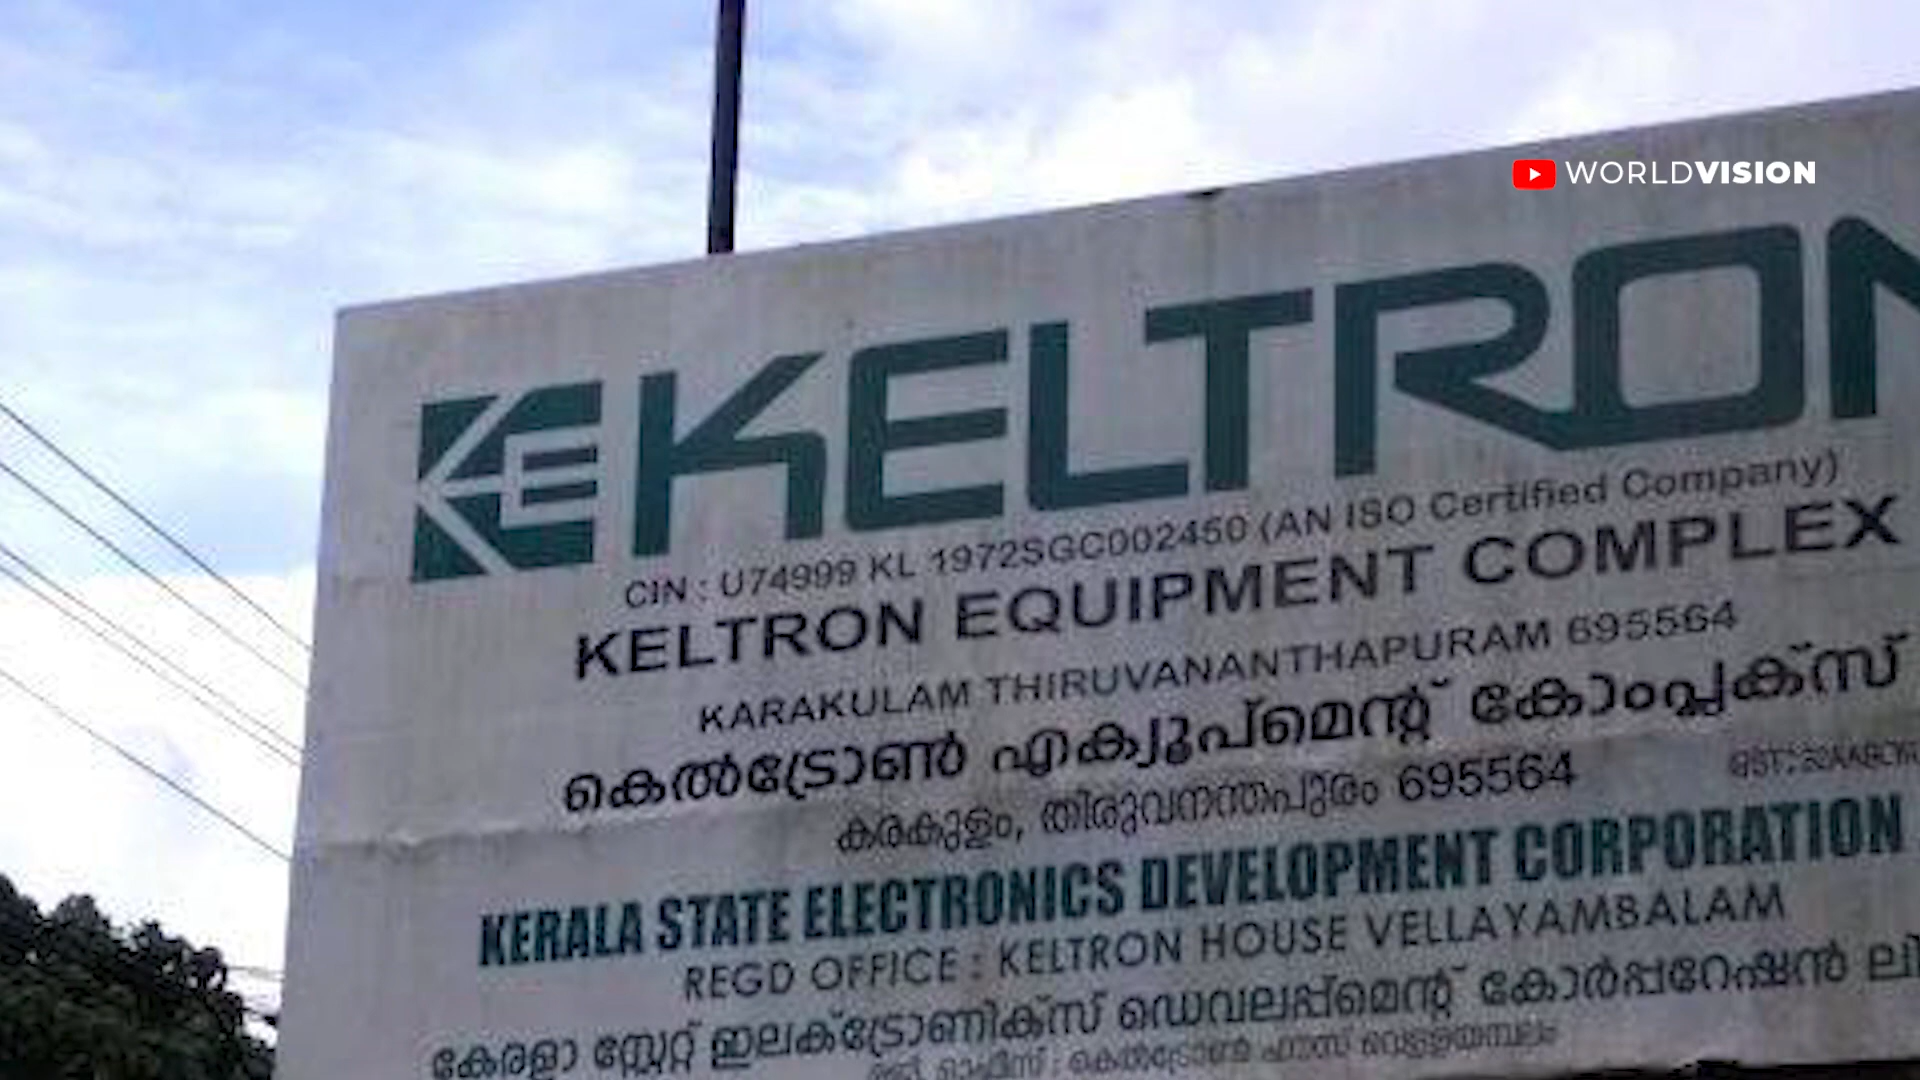 WORLDVISION
KELTRON
CIN : U74999 KL 1972SGC002450 (AN ISO Certified Company)
KELTRON EQUIPMENT COMPLEX
KARAKULAM THIRUVANANTHAPURAM 695564
കെൽട്രോൺ എക്യൂപ്മെന്റ് കോംപ്ലക്സ്
കരകുളം, തിരുവനന്തപുരം 695564
KERALA STATE ELECTRONICS DEVELOPMENT CORPORATION
REGD OFFICE : KELTRON HOUSE VELLAYAMBALAM
കേരളാ സ്റ്റേറ്റ് ഇലക്ട്രോണിക്സ് ഡെവലപ്പ്മെന്റ് കോർപ്പറേഷൻ